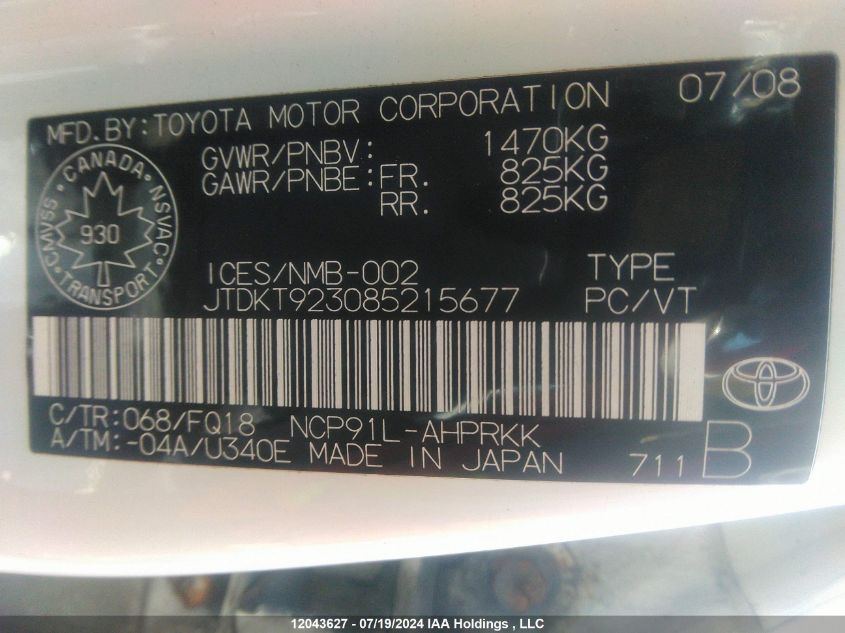 MFD.BY:TOYOTA MOTOR CORPORATION 07/08
GVWR/PNBV: 1470KG
GAWR/PNBE:FR. 825KG
RR. 825KG
CANADA
CMVSS NSVAC
930
TRANSPORT
ICES/NMB-002 TYPE
JTDKT923085215677 PC/VT
C/TR:068/FQ18 NCP91L-AHPRKK
A/TM:-04A/U340E MADE IN JAPAN 711 B
12043627 - 07/19/2024 IAA Holdings , LLC